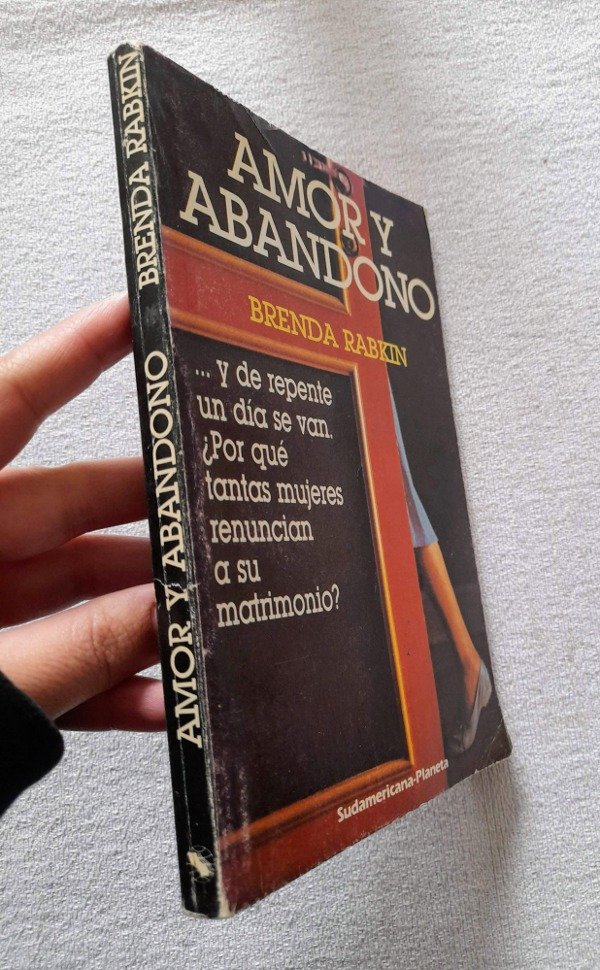 BRENDA RABKIN
AMOR Y ABANDONO
AMOR Y
ABANDONO
BRENDA RABKIN
... y de repente
un día se van.
¿Por qué
tantas mujeres
renuncian
a su
matrimonio?
Sudamericana-Planeta